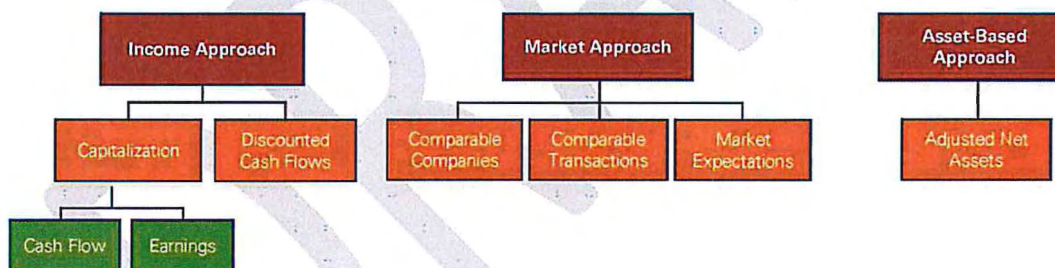 Income Approach
Market Approach
Asset-Based
Approach
Capitalization
Discounted
Cash Flows
Comparable
Companies
Comparable
Transactions
Market
Expectations
Adjusted Net
Assets
Cash Flow
Earnings